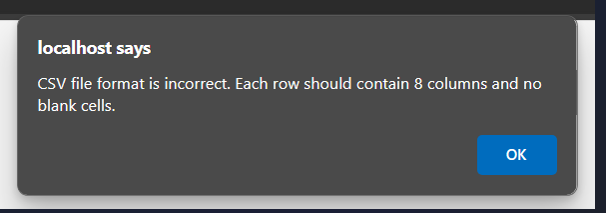 localhost says
CSV file format is incorrect. Each row should contain 8 columns and no
blank cells.
OK